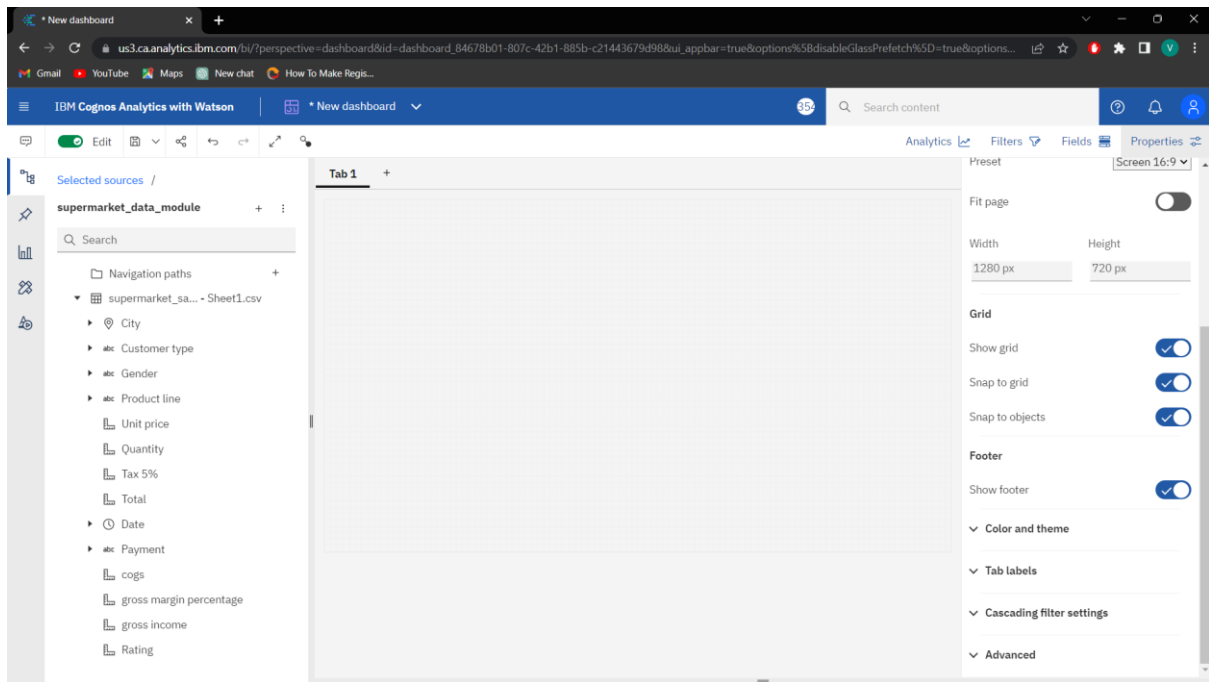 * New dashboard
us3.ca.analytics.ibm.com/bi/?perspective=dashboard&id=dashboard_84678b01-807c-42b1-885b-c21443679d98&ui_appbar=true&options%5BdisableGlassPrefetch%5D=true&options...
V
Gmail YouTube Maps New chat How To Make Regis...
IBM Cognos Analytics with Watson * New dashboard 354 Search content
Edit Analytics Filters Fields Properties
Selected sources /
supermarket_data_module
Search
Navigation paths
supermarket_sa... - Sheet1.csv
City
abc Customer type
abc Gender
abc Product line
Unit price
Quantity
Tax 5%
Total
Date
abc Payment
cogs
gross margin percentage
gross income
Rating
Tab 1 +
Preset Screen 16:9
Fit page
Width Height
1280 px 720 px
Grid
Show grid
Snap to grid
Snap to objects
Footer
Show footer
Color and theme
Tab labels
Cascading filter settings
Advanced